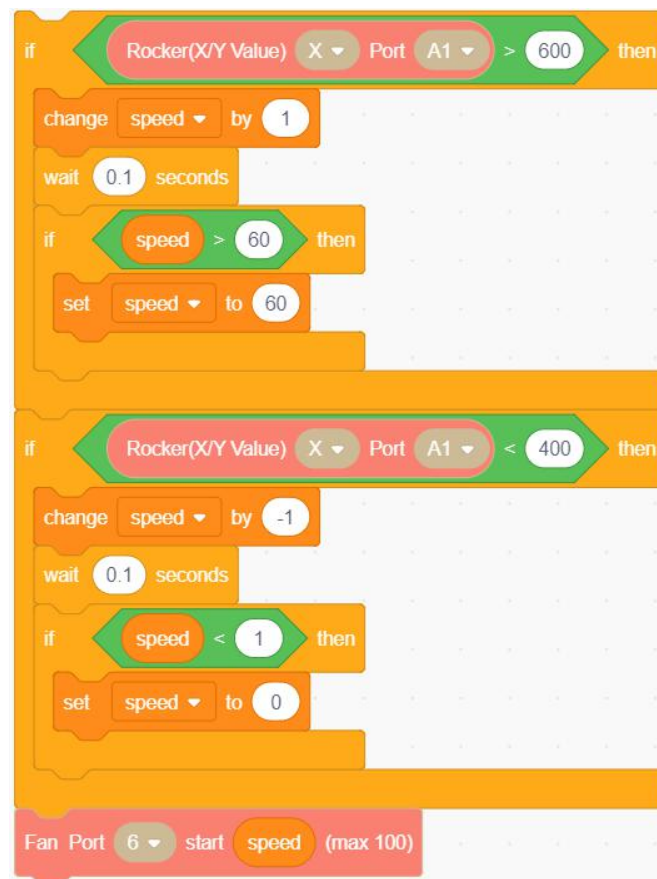 if Rocker(X/Y Value) X Port A1 > 600 then
change speed by 1
wait 0.1 seconds
if speed > 60 then
set speed to 60
if Rocker(X/Y Value) X Port A1 < 400 then
change speed by -1
wait 0.1 seconds
if speed < 1 then
set speed to 0
Fan Port 6 start speed (max 100)